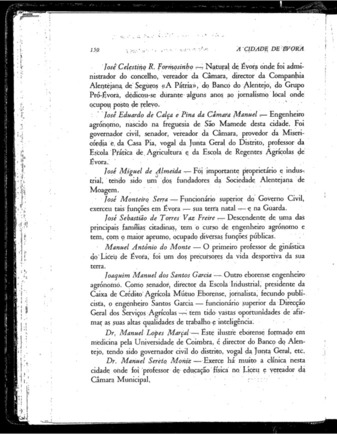 150 A CIDADE DE ÉVORA
José Celestino R. Formosinho — Natural de Évora onde foi admi-
nistrador do concelho, vereador da Câmara, director da Companhia
Alentejana de Seguros «A Pátria», do Banco do Alentejo, do Grupo
Pró-Évora, dedicou-se durante alguns anos ao jornalismo local onde
ocupou posto de relevo.
José Eduardo de Calça e Pina da Câmara Manuel — Engenheiro
agrónomo, nascido na freguesia de São Mamede desta cidade. Foi
governador civil, senador, vereador da Câmara, provedor da Miseri-
córdia e da Casa Pia, vogal da Junta Geral do Distrito, professor da
Escola Prática de Agricultura e da Escola de Regentes Agrícolas de
Évora.
José Miguel de Almeida — Foi importante proprietário e indus-
trial, tendo sido um dos fundadores da Sociedade Alentejana de
Moagem.
José Monteiro Serra — Funcionário superior do Governo Civil,
exerceu tais funções em Évora — sua terra natal — e na Guarda.
José Sebastião de Torres Vaz Freire — Descendente de uma das
principais famílias citadinas, tem o curso de engenheiro agrónomo e
tem, com o maior aprumo, ocupado diversas funções públicas.
Manuel António do Monte — O primeiro professor de ginástica
do Liceu de Évora, foi um dos precursores da vida desportiva da sua
terra.
Joaquim Manuel dos Santos Garcia — Outro eborense engenheiro
agrónomo. Como senador, director da Escola Industrial, presidente da
Caixa de Crédito Agrícola Mútuo Eborense, jornalista, fecundo publi-
cista, o engenheiro Santos Garcia — funcionário superior da Direcção
Geral dos Serviços Agrícolas — tem tido vastas oportunidades de afir-
mar as suas altas qualidades de trabalho e inteligência.
Dr. Manuel Lopes Marçal — Este ilustre eborense formado em
medicina pela Universidade de Coimbra, é director do Banco do Alen-
tejo, tendo sido governador civil do distrito, vogal da Junta Geral, etc.
Dr. Manuel Sereto Moniz — Exerce há muito a clínica nesta
cidade onde foi professor de educação física no Liceu e vereador da
Câmara Municipal.